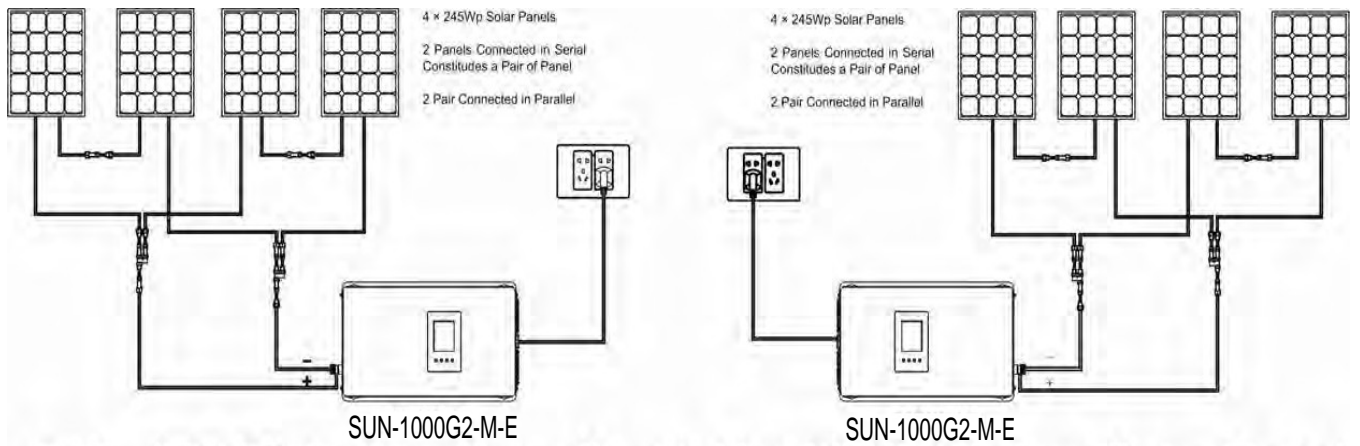 4 × 245Wp Solar Panels
2 Panels Connected in Serial
Constitudes a Pair of Panel
2 Pair Connected in Parallel
−
+
SUN-1000G2-M-E
4 × 245Wp Solar Panels
2 Panels Connected in Serial
Constitudes a Pair of Panel
2 Pair Connected in Parallel
−
+
SUN-1000G2-M-E